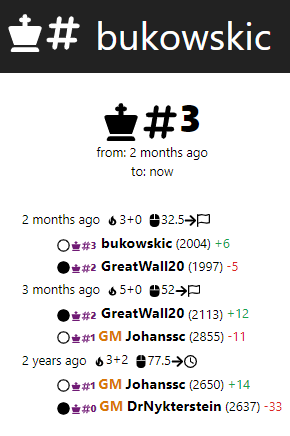 # bukowskic
#3
from: 2 months ago
to: now
2 months ago 3+0 32.5
#3 bukowskic (2004) +6
#2 GreatWall20 (1997) -5
3 months ago 5+0 52
#2 GreatWall20 (2113) +12
#1 GM Johanssc (2855) -11
2 years ago 3+2 77.5
#1 GM Johanssc (2650) +14
#0 GM DrNykterstein (2637) -33